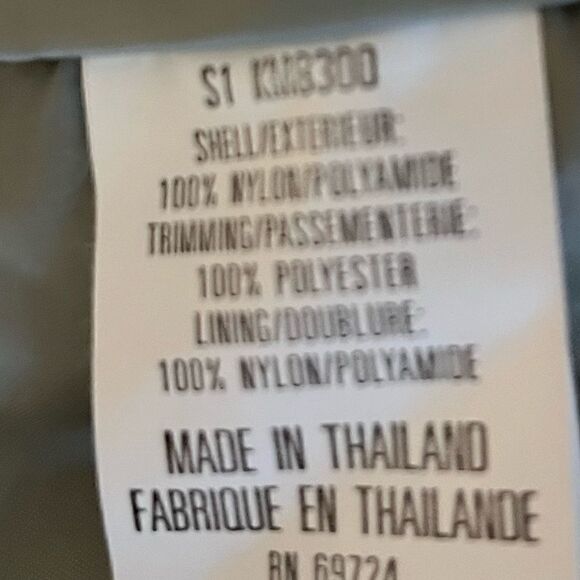 S1 KM3300
SHELL/EXTERIEUR:
100% NYLON/POLYAMIDE
TRIMMING/PASSEMENTERIE:
100% POLYESTER
LINING/DOUBLURE:
100% NYLON/POLYAMIDE
MADE IN THAILAND
FABRIQUE EN THAILANDE
RN 69724